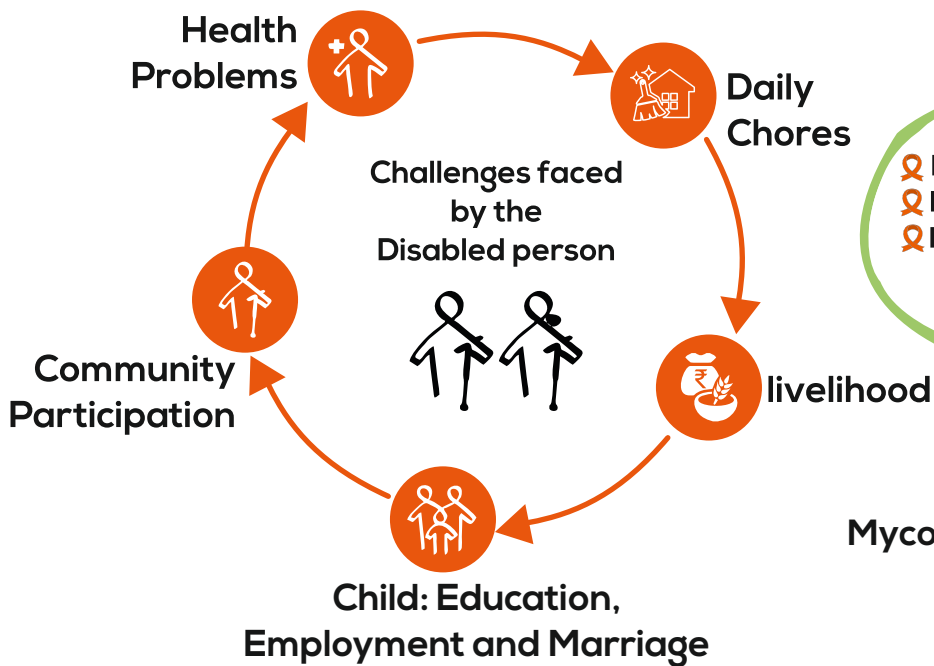 Health
Problems
Daily
Chores
Challenges faced
by the
Disabled person
₹
livelihood
Community
Participation
Child: Education,
Employment and Marriage